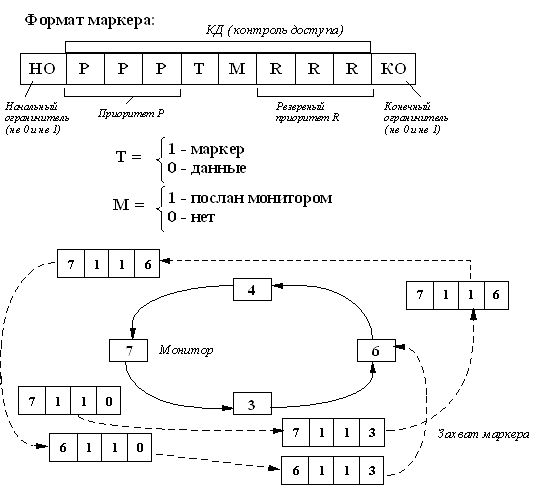 Формат маркера:
КД (контроль доступа)
НО Р Р Р Т М R R R КО
Начальный
ограничитель
(не 0 и не 1)
Приоритет Р
Резервный
приоритет R
Конечный
ограничитель
(не 0 и не 1)
Т =
1 - маркер
0 - данные
М =
1 - послан монитором
0 - нет
7 1 1 6
4
7 1 1 6
7
Монитор
6
7 1 1 0
3
7 1 1 3
Захват маркера
6 1 1 0
6 1 1 3